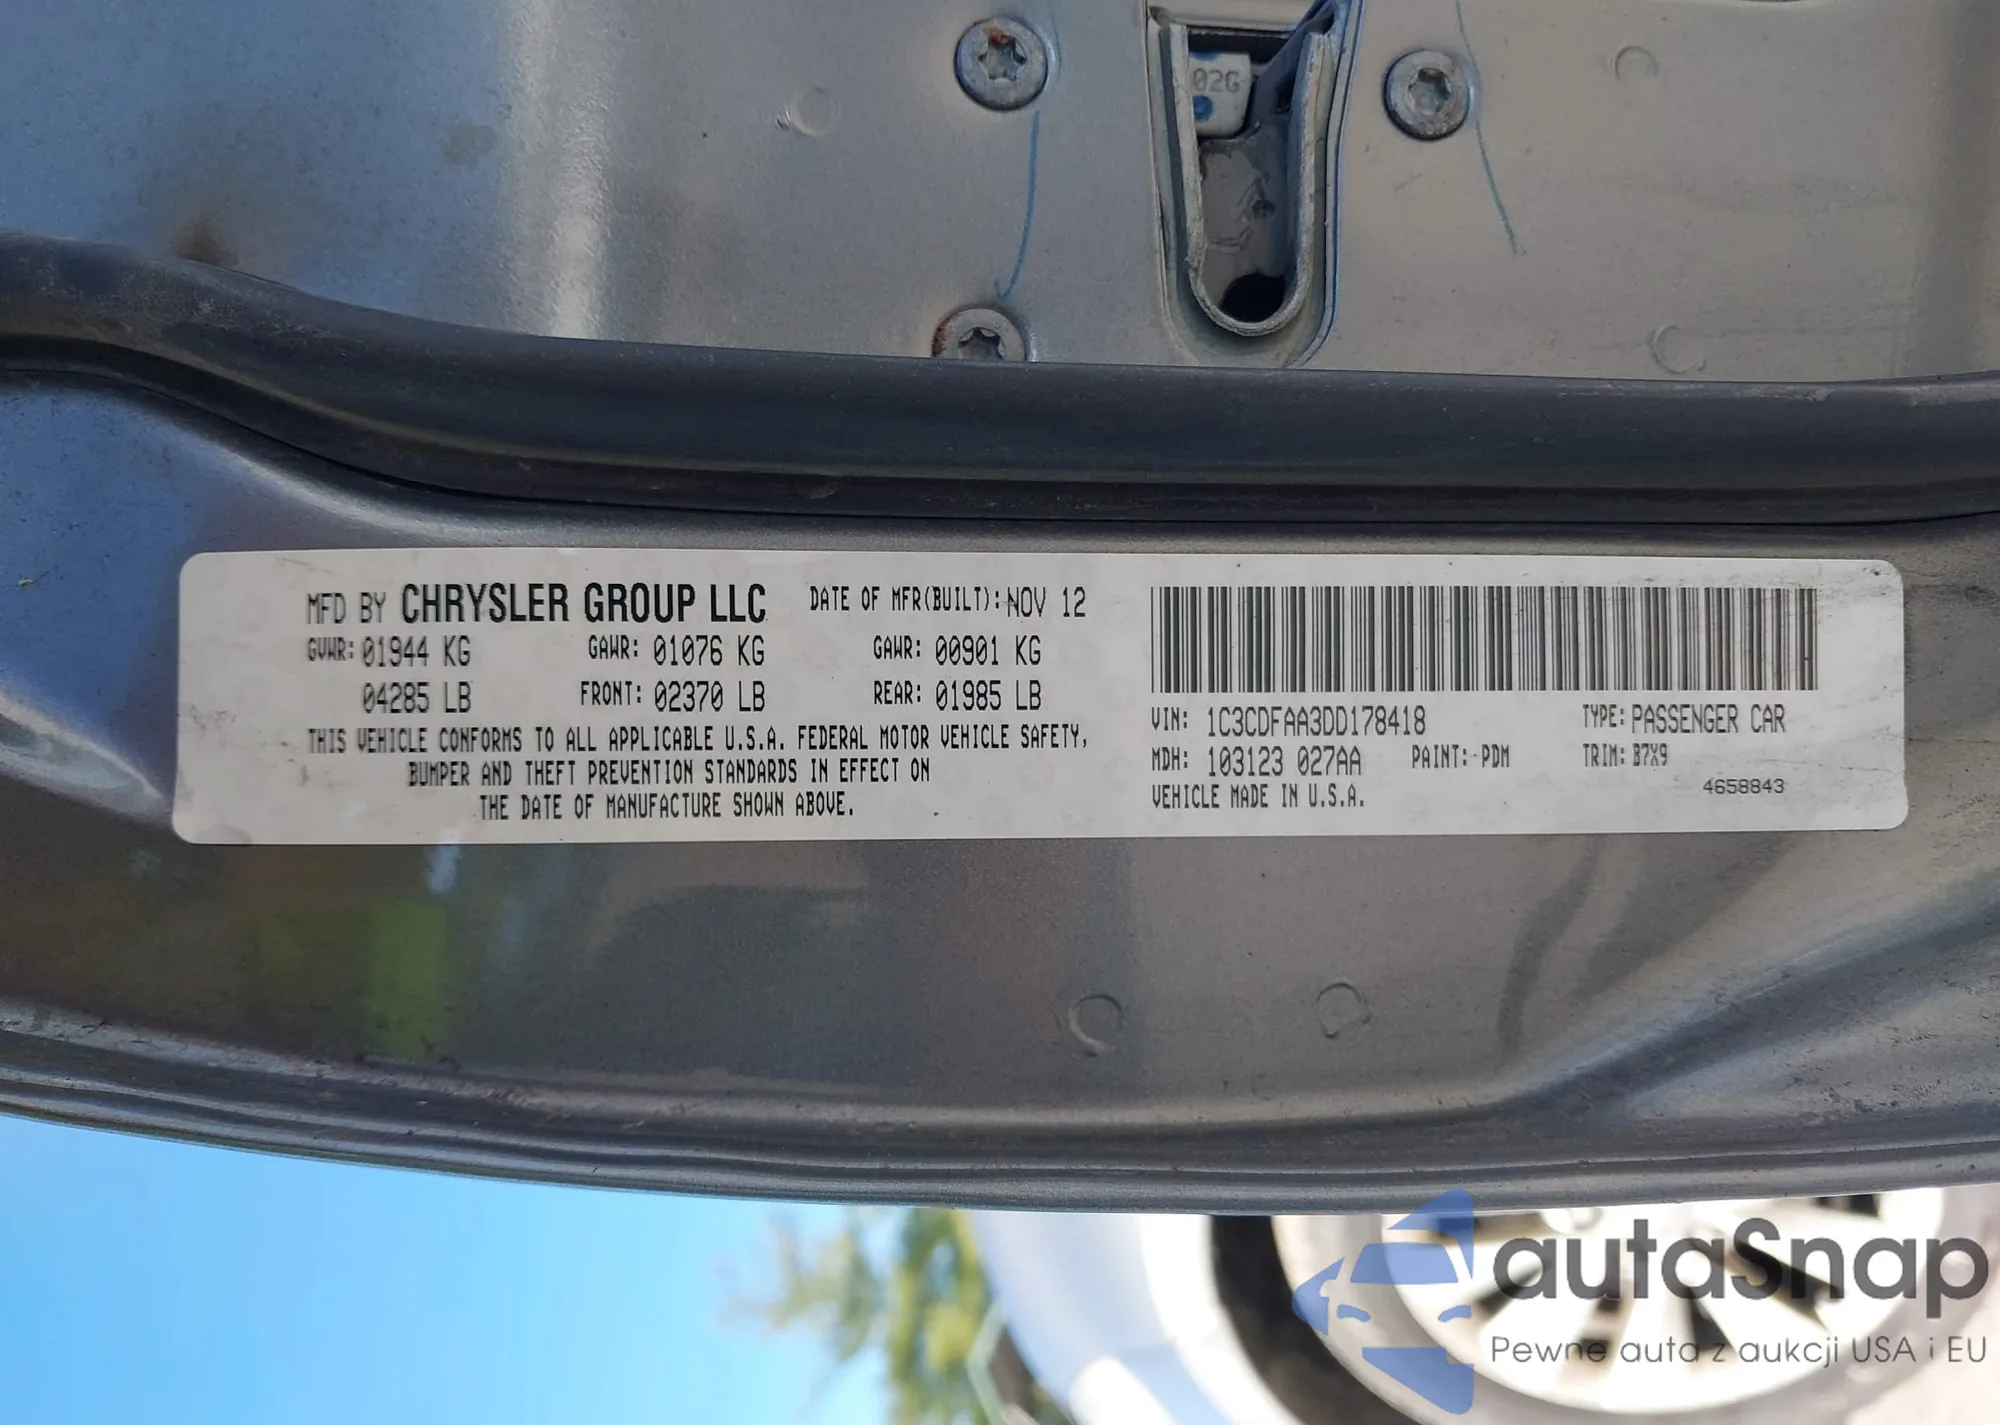 02G
MFD BY CHRYSLER GROUP LLC DATE OF MFR(BUILT): NOV 12
GVWR: 01944 KG GAWR: 01076 KG GAWR: 00901 KG
04285 LB FRONT: 02370 LB REAR: 01985 LB
THIS VEHICLE CONFORMS TO ALL APPLICABLE U.S.A. FEDERAL MOTOR VEHICLE SAFETY,
BUMPER AND THEFT PREVENTION STANDARDS IN EFFECT ON
THE DATE OF MANUFACTURE SHOWN ABOVE.
VIN: 1C3CDFAA3DD178418 TYPE: PASSENGER CAR
MDH: 103123 027AA PAINT: PDM TRIM: B7X9
4658843
VEHICLE MADE IN U.S.A.
autaSnap
Pewne auta z aukcji USA i EU